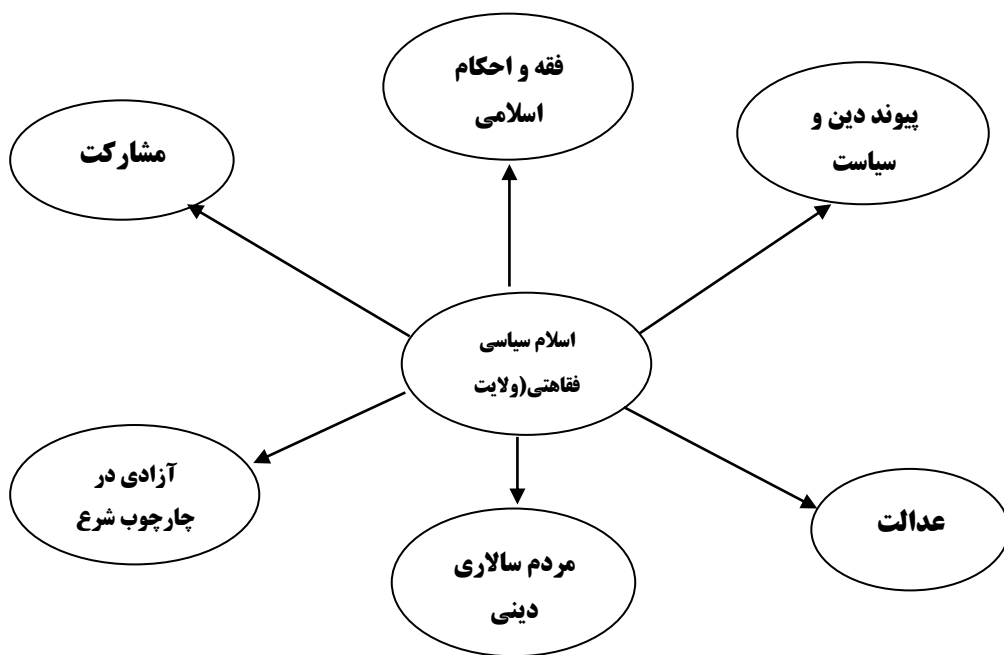 فقه و احکام
اسلامی
پیوند دین و
سیاست
مشارکت
اسلام سیاسی
فقاهتی(ولایت
آزادی در
چارچوب شرع
عدالت
مردم سالاری
دینی